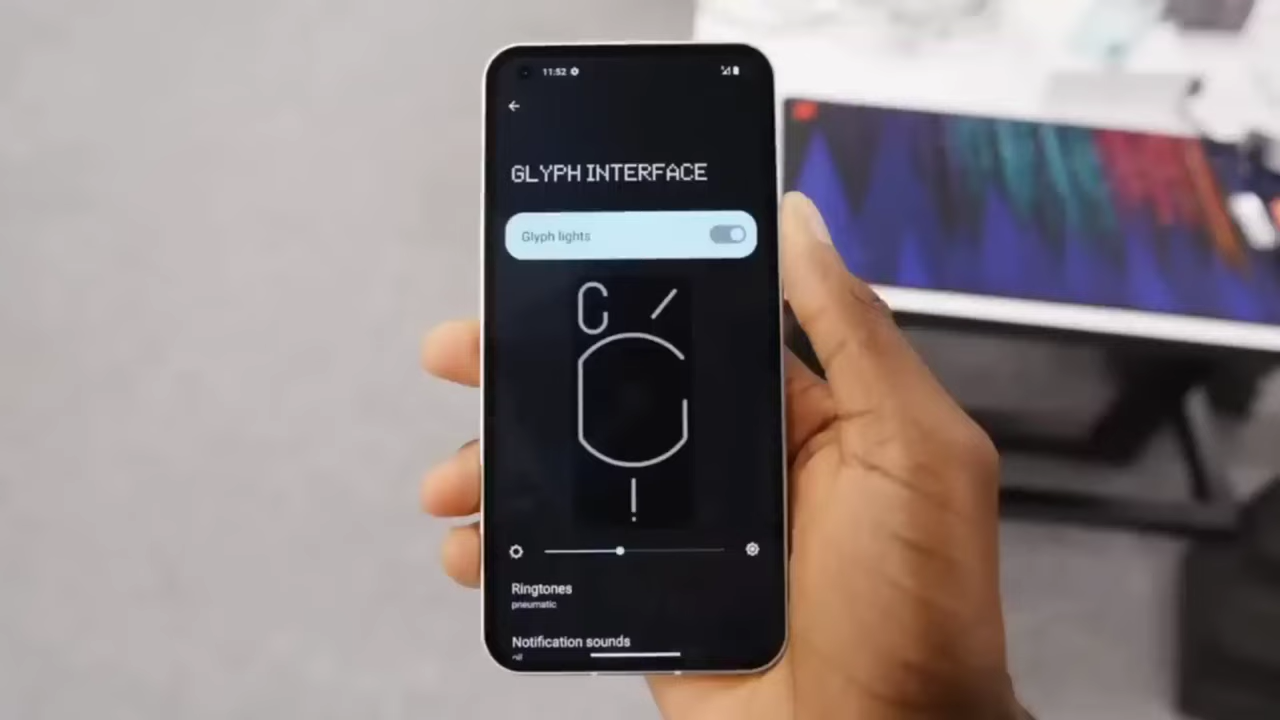 11:52
GLYPH INTERFACE
Glyph lights
Ringtones
pneumatic
Notification sounds